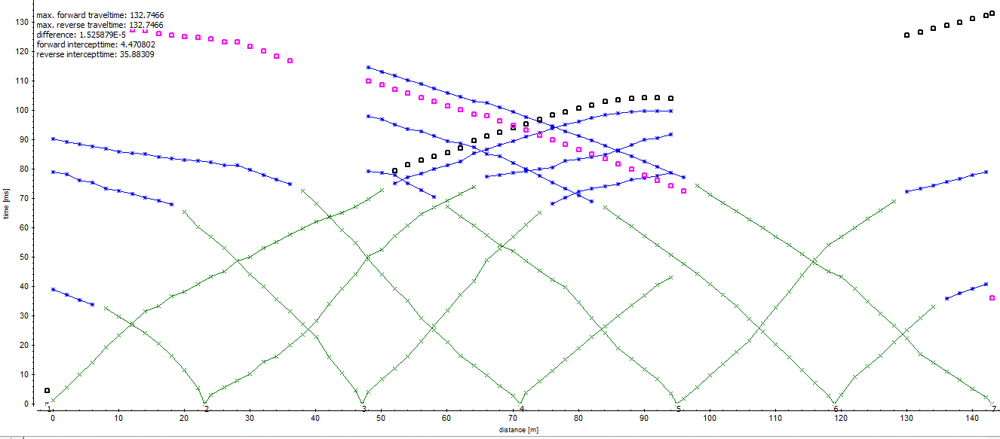 max. forward traveltime: 132.7466
max. reverse traveltime: 132.7466
difference: 1.525879E-5
forward intercepttime: 4.470802
reverse intercepttime: 35.88309
130
120
110
100
90
80
70
60
50
40
30
20
10
0
time [ms]
1 2 3 4 5 6 7
0 10 20 30 40 50 60 70 80 90 100 110 120 130 140
distance [m]